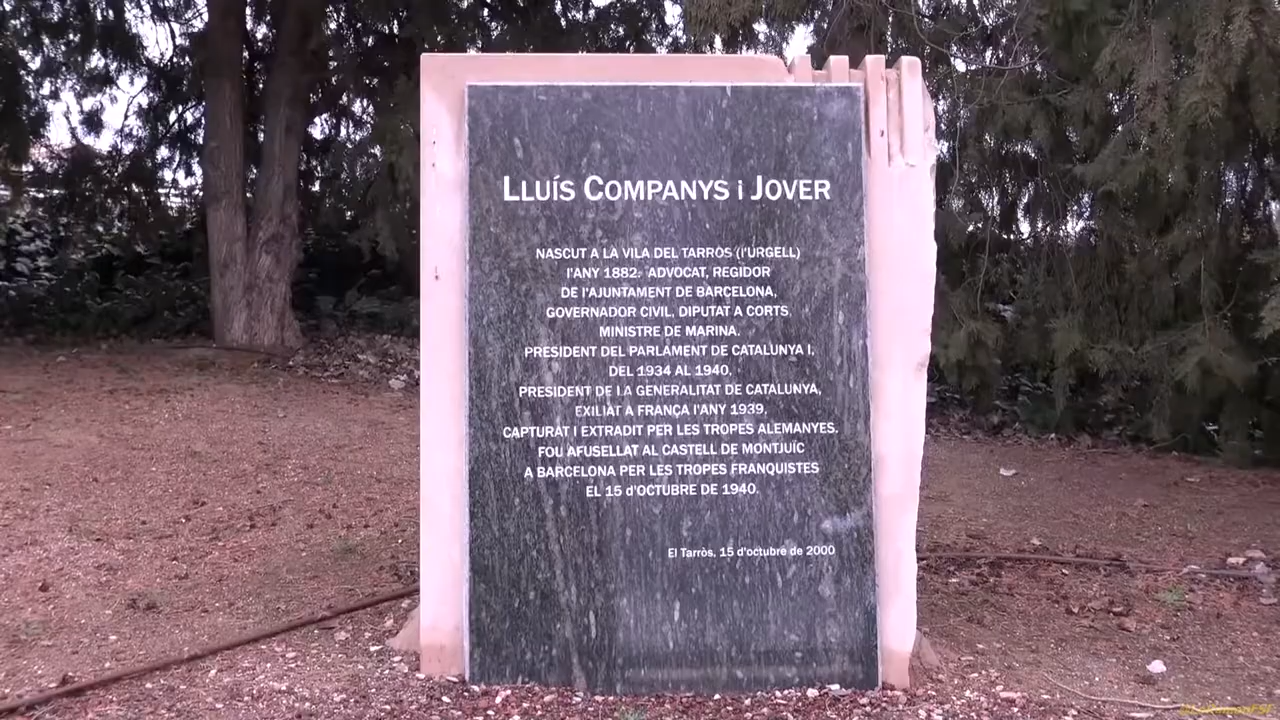 LLUÍS COMPANYS i JOVER
NASCUT A LA VILA DEL TARRÒS (l'URGELL)
l'ANY 1882. ADVOCAT, REGIDOR
DE l'AJUNTAMENT DE BARCELONA,
GOVERNADOR CIVIL, DIPUTAT A CORTS
MINISTRE DE MARINA.
PRESIDENT DEL PARLAMENT DE CATALUNYA I,
DEL 1934 AL 1940,
PRESIDENT DE LA GENERALITAT DE CATALUNYA,
EXILIAT A FRANÇA l'ANY 1939,
CAPTURAT I EXTRADIT PER LES TROPES ALEMANYES.
FOU AFUSELLAT AL CASTELL DE MONTJUÏC
A BARCELONA PER LES TROPES FRANQUISTES
EL 15 d'OCTUBRE DE 1940.
El Tarròs, 15 d'octubre de 2000